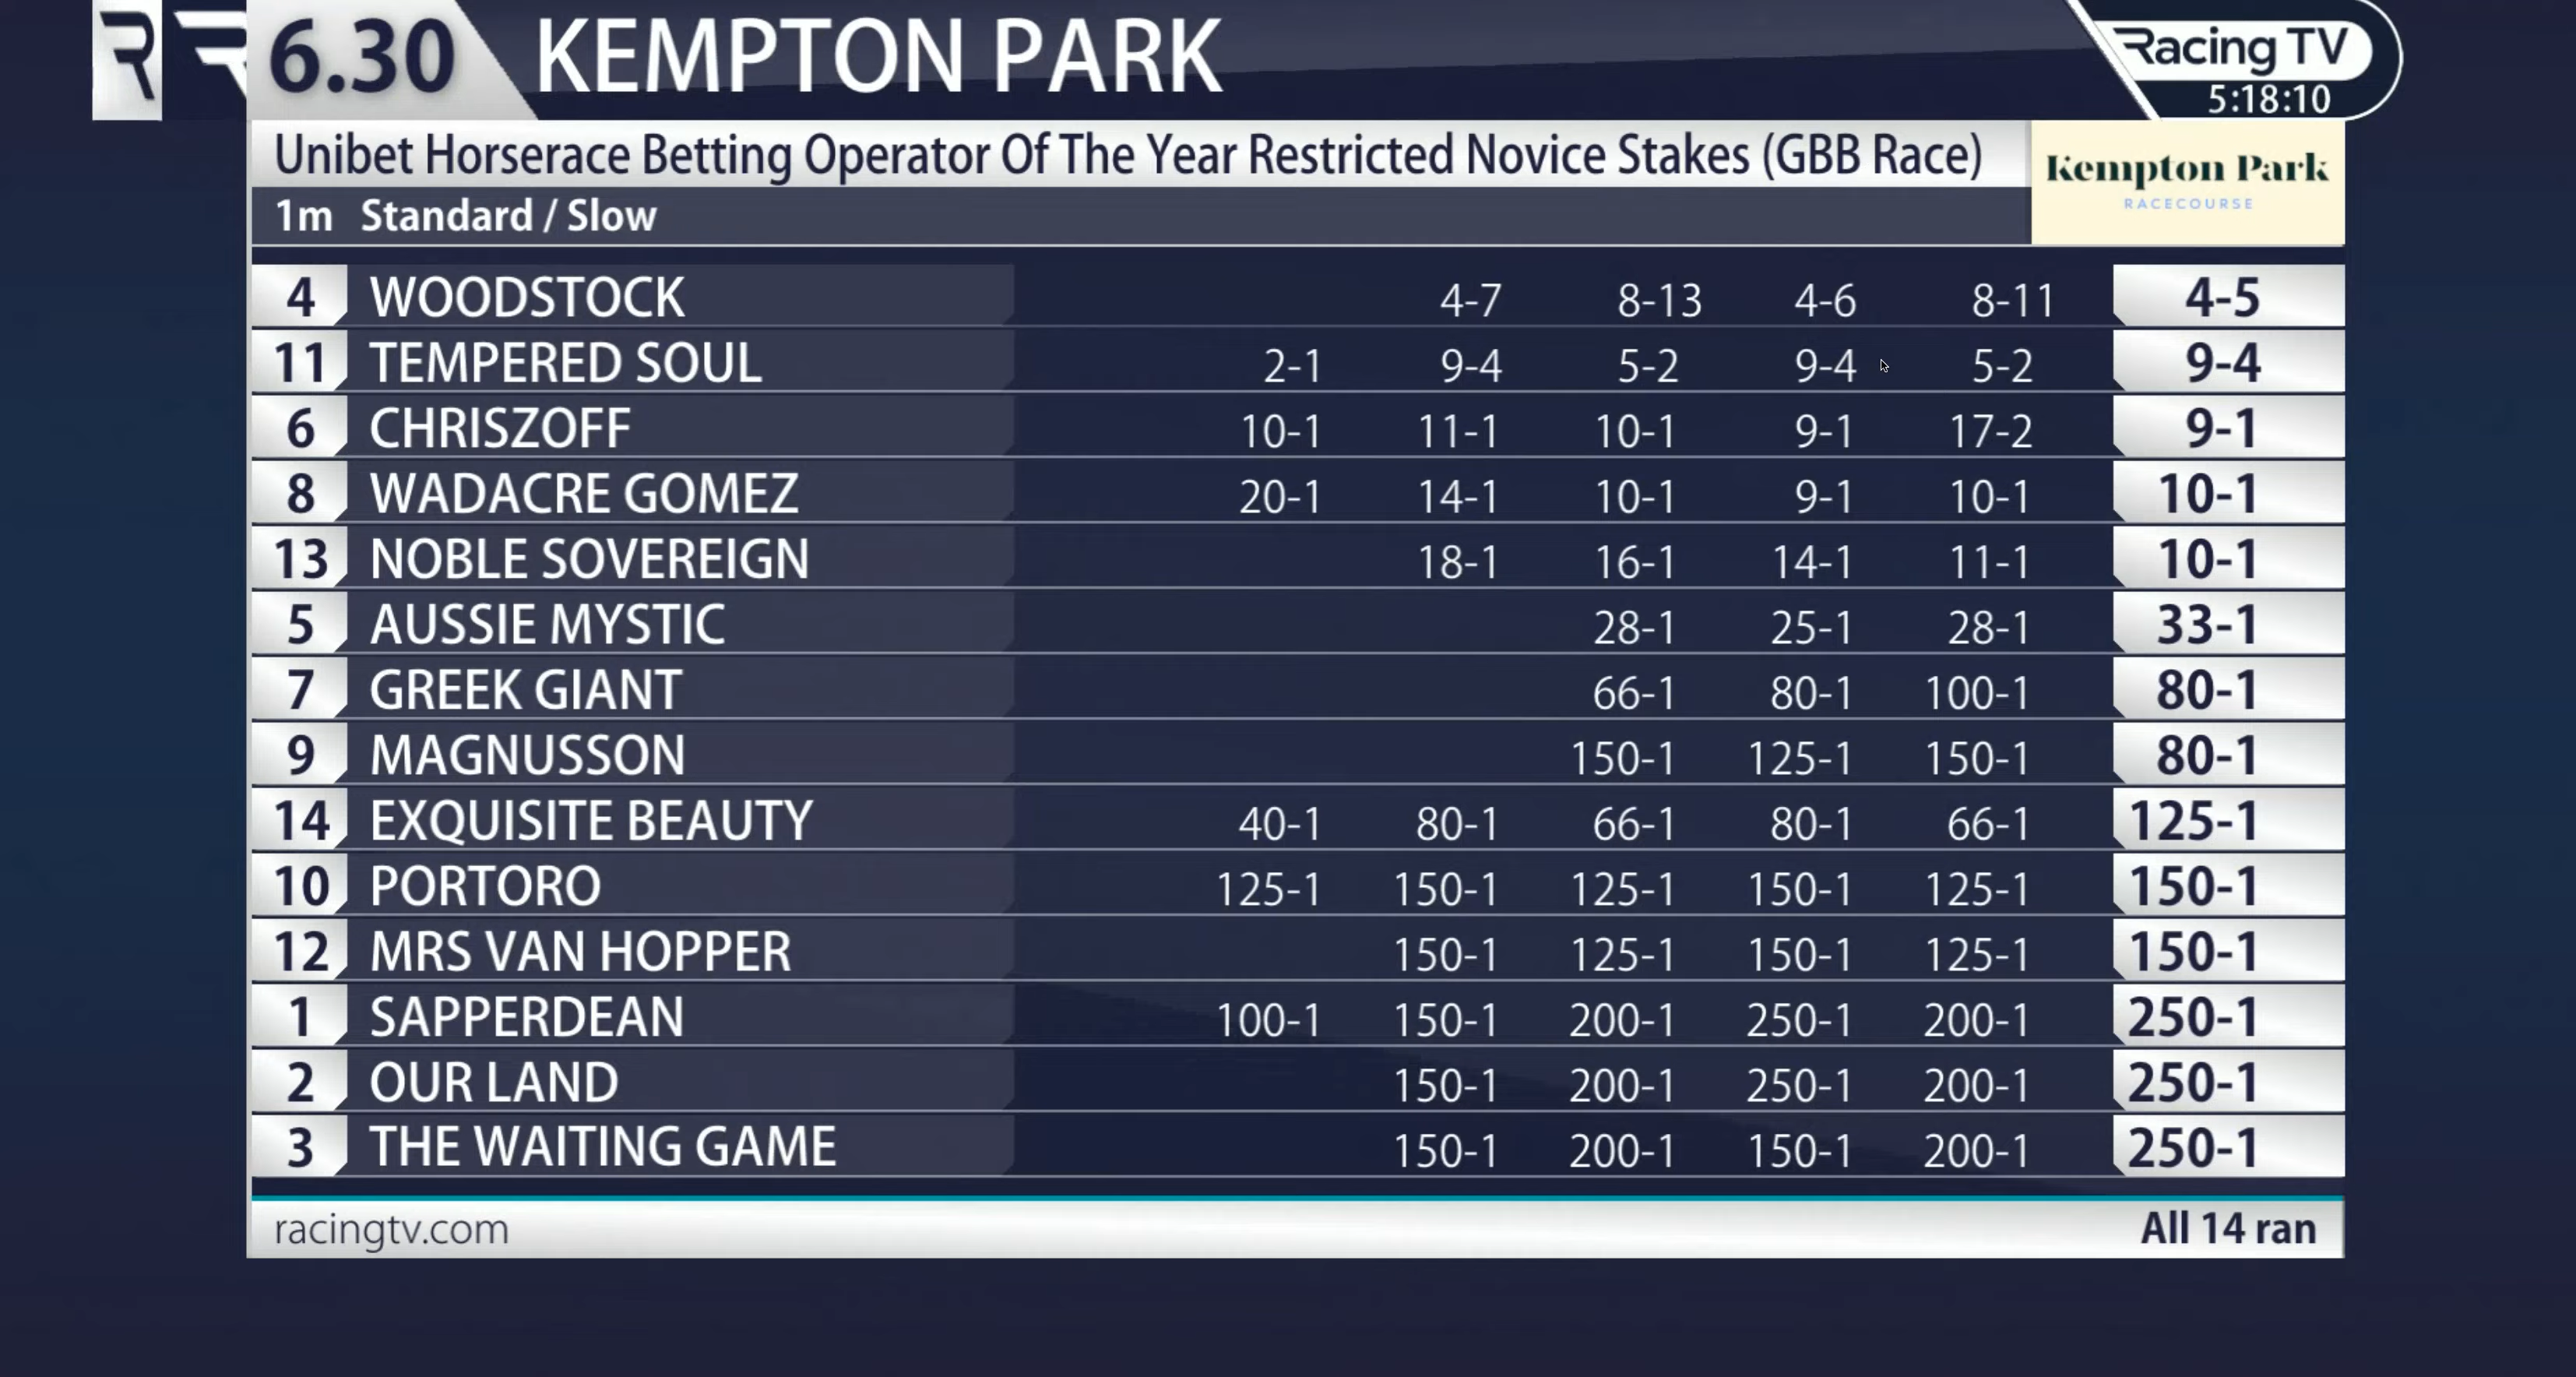 6.30 KEMPTON PARK
Racing TV
5:18:10
Unibet Horserace Betting Operator Of The Year Restricted Novice Stakes (GBB Race)
Kempton Park
RACECOURSE
1m Standard / Slow
4 WOODSTOCK 4-7 8-13 4-6 8-11 4-5
11 TEMPERED SOUL 2-1 9-4 5-2 9-4 5-2 9-4
6 CHRISZOFF 10-1 11-1 10-1 9-1 17-2 9-1
8 WADACRE GOMEZ 20-1 14-1 10-1 9-1 10-1 10-1
13 NOBLE SOVEREIGN 18-1 16-1 14-1 11-1 10-1
5 AUSSIE MYSTIC 28-1 25-1 28-1 33-1
7 GREEK GIANT 66-1 80-1 100-1 80-1
9 MAGNUSSON 150-1 125-1 150-1 80-1
14 EXQUISITE BEAUTY 40-1 80-1 66-1 80-1 66-1 125-1
10 PORTORO 125-1 150-1 125-1 150-1 125-1 150-1
12 MRS VAN HOPPER 150-1 125-1 150-1 125-1 150-1
1 SAPPERDEAN 100-1 150-1 200-1 250-1 200-1 250-1
2 OUR LAND 150-1 200-1 250-1 200-1 250-1
3 THE WAITING GAME 150-1 200-1 150-1 200-1 250-1
racingtv.com All 14 ran